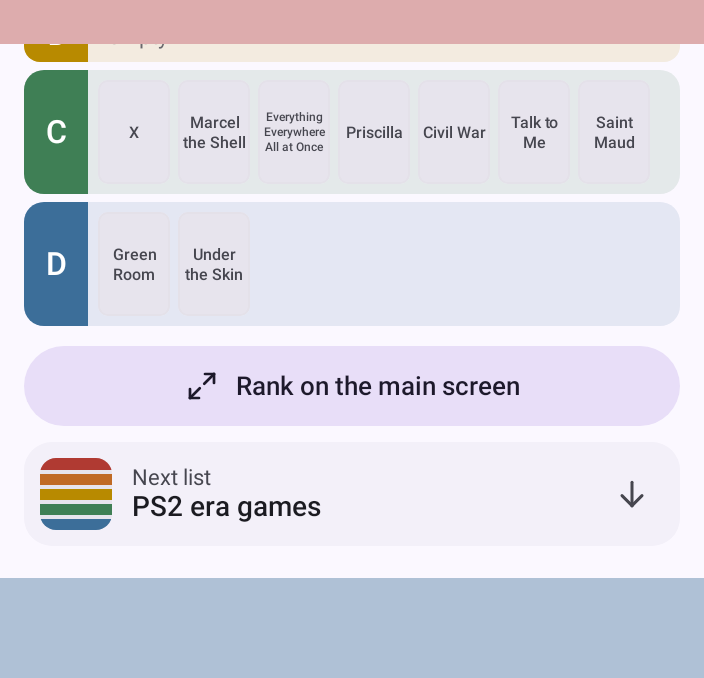 C
X
Marcel
the Shell
Everything
Everywhere
All at Once
Priscilla
Civil War
Talk to
Me
Saint
Maud
D
Green
Room
Under
the Skin
Rank on the main screen
Next list
PS2 era games